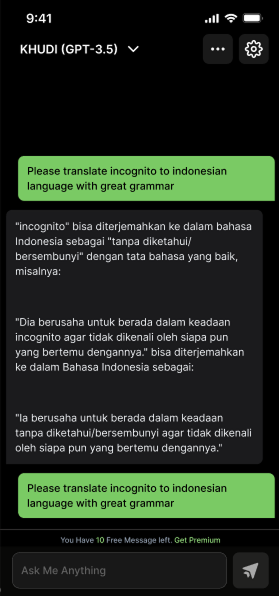 9:41
KHUDI (GPT-3.5)
Please translate incognito to indonesian
language with great grammar
"incognito" bisa diterjemahkan ke dalam bahasa
Indonesia sebagai "tanpa diketahui/
bersembunyi" dengan tata bahasa yang baik,
misalnya:
"Dia berusaha untuk berada dalam keadaan
incognito agar tidak dikenali oleh siapa pun
yang bertemu dengannya." bisa diterjemahkan
ke dalam Bahasa Indonesia sebagai:
"Ia berusaha untuk berada dalam keadaan
tanpa diketahui/bersembunyi agar tidak dikenali
oleh siapa pun yang bertemu dengannya."
Please translate incognito to indonesian
language with great grammar
You Have 10 Free Message left. Get Premium
Ask Me Anything